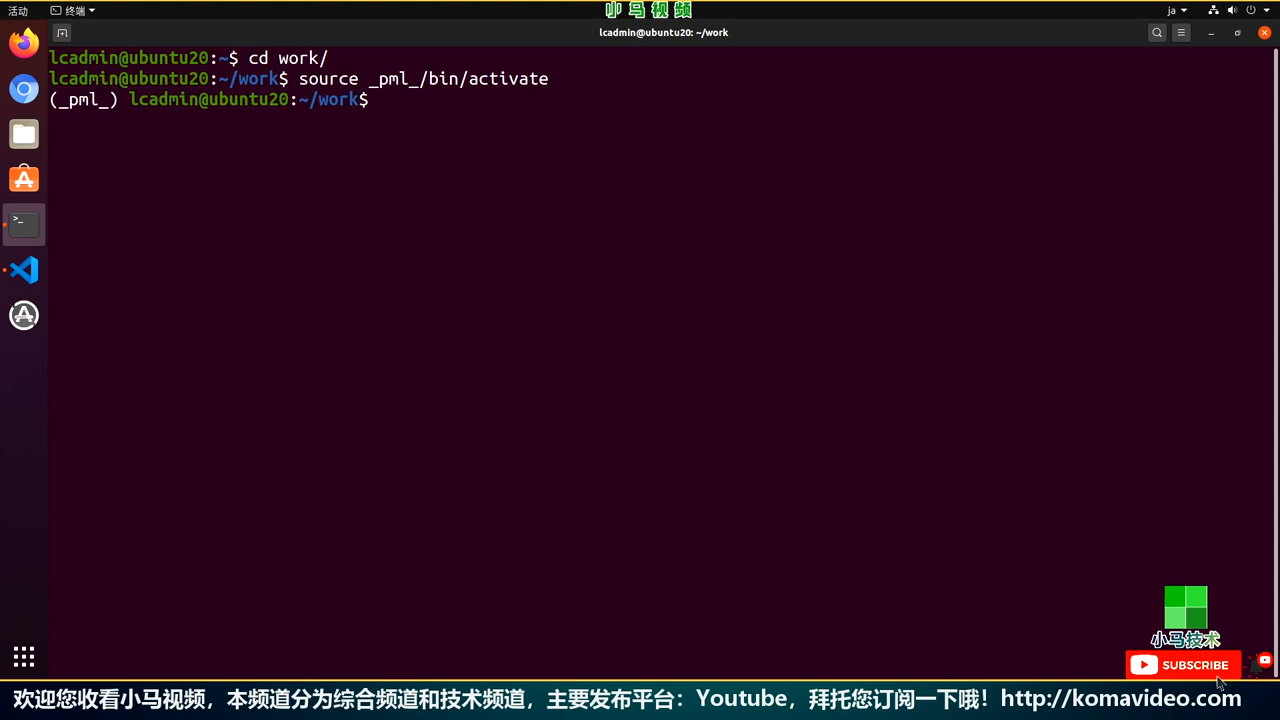 活动
终端
小马视频
ja
lcadmin@ubuntu20: ~/work
lcadmin@ubuntu20:~$ cd work/
lcadmin@ubuntu20:~/work$ source _pml_/bin/activate
(_pml_) lcadmin@ubuntu20:~/work$
小马技术
SUBSCRIBE
欢迎您收看小马视频，本频道分为综合频道和技术频道，主要发布平台：Youtube，拜托您订阅一下哦！http://komavideo.com